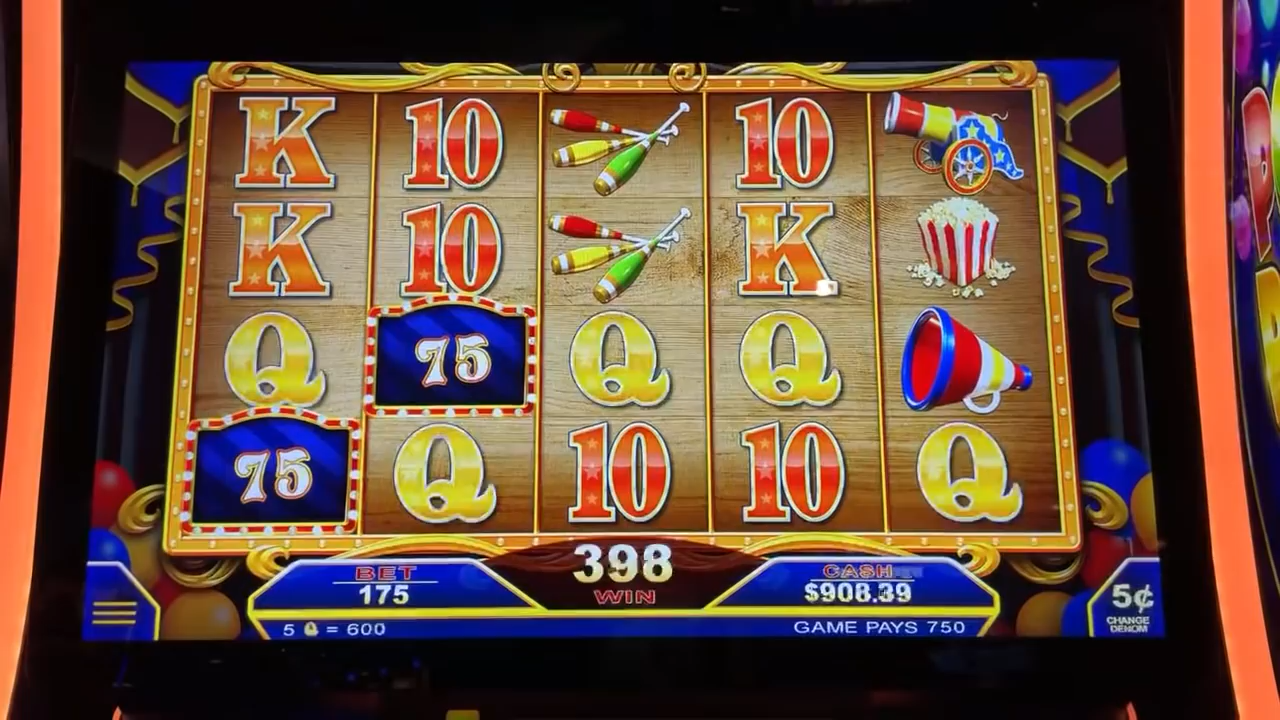 K 10 10
K 10 K
Q 75 Q Q
75 Q 10 10 Q
398
WIN
BET
175
CASH
$908.39
5¢
CHANGE
DENOM
5 Q = 600
GAME PAYS 750